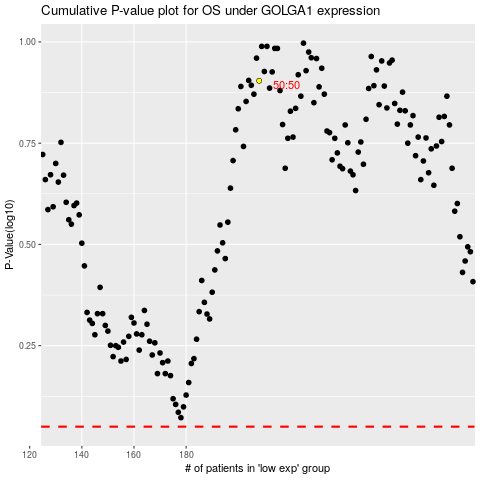 Cumulative P-value plot for OS under GOLGA1 expression
P-Value(log10)
1.00
0.75
0.50
0.25
50:50
120 140 160 180
# of patients in 'low exp' group